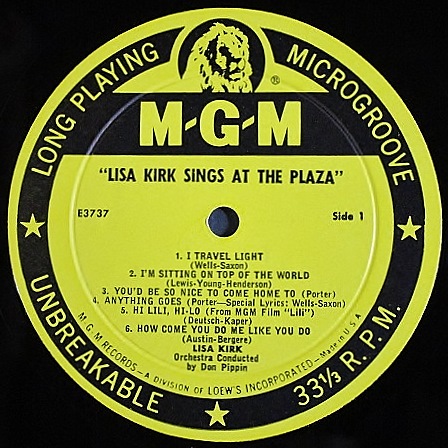 LONG PLAYING
MICROGROOVE
®
M-G-M
"LISA KIRK SINGS AT THE PLAZA"
E3737
Side 1
1. I TRAVEL LIGHT
(Wells-Saxon)
2. I'M SITTING ON TOP OF THE WORLD
(Lewis-Young-Henderson)
3. YOU'D BE SO NICE TO COME HOME TO (Porter)
4. ANYTHING GOES (Porter—Special Lyrics: Wells-Saxon)
5. HI LILI, HI-LO (From MGM Film "Lili")
(Deutsch-Kaper)
6. HOW COME YOU DO ME LIKE YOU DO
(Austin-Bergere)
LISA KIRK
Orchestra Conducted
by Don Pippin
M. G. M RECORDS—A DIVISION OF LOEW'S INCORPORATED—Made in U.S.A
UNBREAKABLE
33⅓ R. P. M.